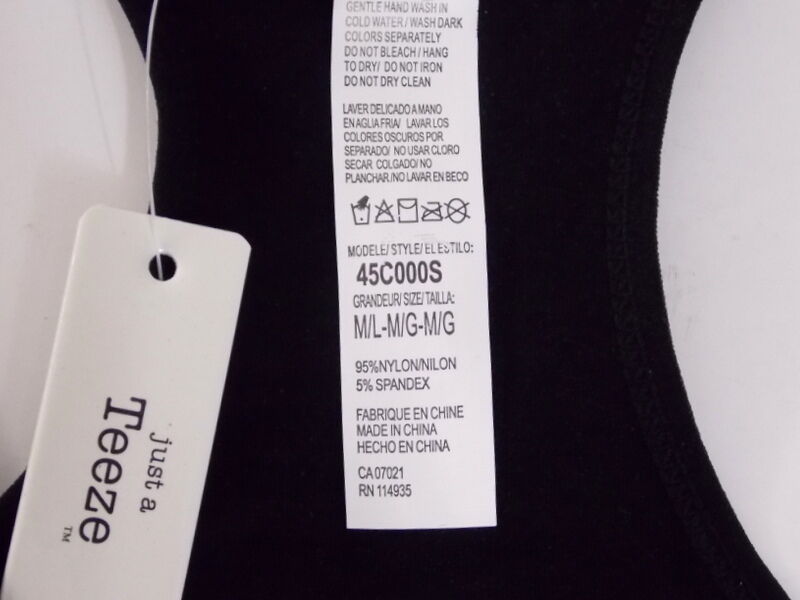 GENTLE HAND WASH IN
COLD WATER / WASH DARK
COLORS SEPARATELY
DO NOT BLEACH / HANG
TO DRY/ DO NOT IRON
DO NOT DRY CLEAN
LAVER DELICADO A MANO
EN AGLIA FRIA/ LAVAR LOS
COLORES OSCUROS POR
SEPARADO/ NO USAR CLORO
SECAR COLGADO/ NO
PLANCHAR./NO LAVAR EN BECO
MODELE/ STYLE/ EL ESTILO:
45C000S
GRANDEUR/ SIZE/ TAILLA:
M/L-M/G-M/G
95%NYLON/NILON
5% SPANDEX
FABRIQUE EN CHINE
MADE IN CHINA
HECHO EN CHINA
CA 07021
RN 114935
just a
Teeze
TM